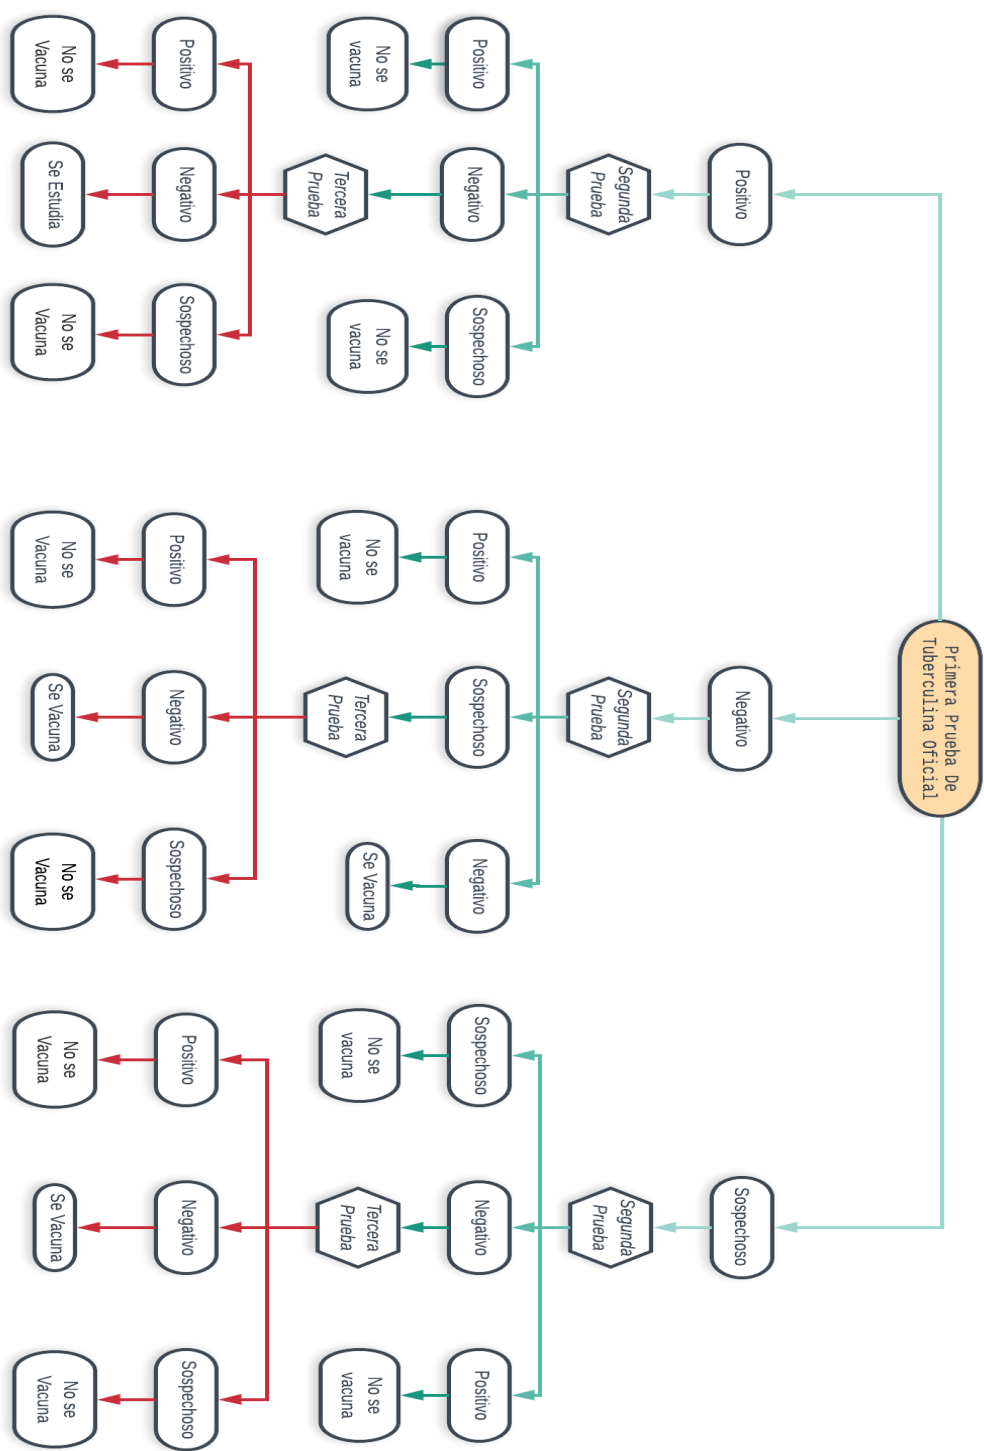 Primera Prueba De
Tuberculina Oficial
Positivo
Negativo
Sospechoso
Segunda
Prueba
Segunda
Prueba
Segunda
Prueba
Positivo
Negativo
Sospechoso
Positivo
Sospechoso
Negativo
Sospechoso
Negativo
Positivo
No se
vacuna
Tercera
Prueba
No se
vacuna
No se
vacuna
Tercera
Prueba
Se Vacuna
No se
vacuna
Tercera
Prueba
No se
vacuna
Positivo
Negativo
Sospechoso
Positivo
Negativo
Sospechoso
Positivo
Negativo
Sospechoso
No se
Vacuna
Se Estudia
No se
Vacuna
No se
Vacuna
Se Vacuna
No se
Vacuna
No se
Vacuna
Se Vacuna
No se
Vacuna